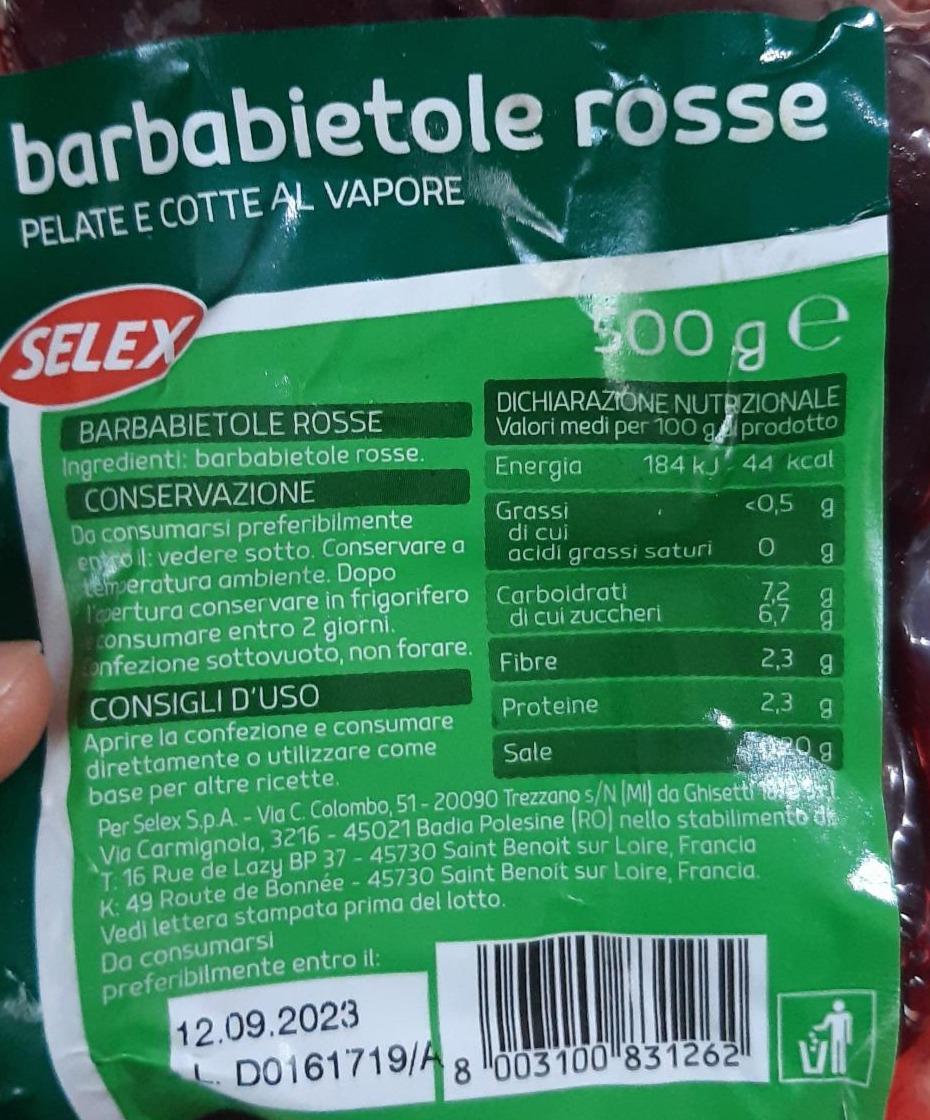 barbabietole rosse
PELATE E COTTE AL VAPORE
SELEX
500 g e
BARBABIETOLE ROSSE
Ingredienti: barbabietole rosse.
CONSERVAZIONE
Da consumarsi preferibilmente
entro il: vedere sotto. Conservare a
temperatura ambiente. Dopo
l'apertura conservare in frigorifero
consumare entro 2 giorni.
Confezione sottovuoto, non forare.
CONSIGLI D'USO
Aprire la confezione e consumare
direttamente o utilizzare come
base per altre ricette.
DICHIARAZIONE NUTRIZIONALE
Valori medi per 100 g di prodotto
Energia 184 kJ - 44 kcal
Grassi <0,5 g
di cui
acidi grassi saturi 0 g
Carboidrati 7,2 g
di cui zuccheri 6,7 g
Fibre 2,3 g
Proteine 2,3 g
Sale g
Per Selex S.p.A. - Via C. Colombo, 51 - 20090 Trezzano s/N (MI) da Ghisetti
Via Carmignola, 3216 - 45021 Badia Polesine (RO) nello stabilimento di
T: 16 Rue de Lazy BP 37 - 45730 Saint Benoit sur Loire, Francia
K: 49 Route de Bonnée - 45730 Saint Benoit sur Loire, Francia.
Vedi lettera stampata prima del lotto.
Da consumarsi
preferibilmente entro il:
12.09.2023
L. D0161719/A
8 003100 831262